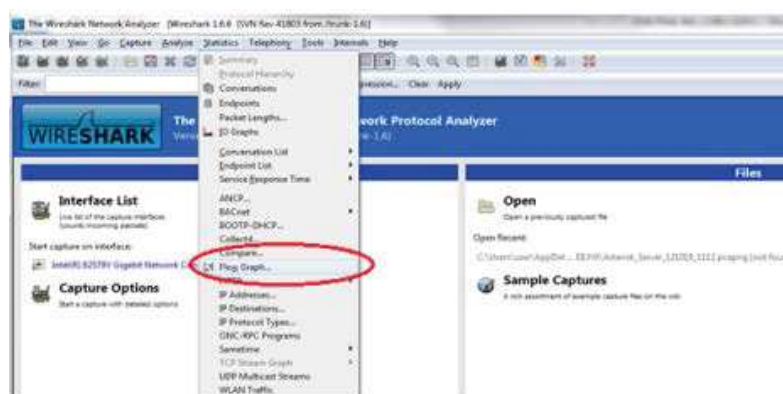 The Wireshark Network Analyzer [Wireshark 1.6.6 (SVN Rev 41803 from /trunk-1.6)]
File Edit View Go Capture Analyze Statistics Telephony Tools Internals Help
Filter: Expression... Clear Apply
Summary
Protocol Hierarchy
Conversations
Endpoints
Packet Lengths...
IO Graphs
Conversation List
Endpoint List
Service Response Time
ANCP...
BACnet
BOOTP-DHCP...
Collectd...
Compare...
Flow Graph...
IP Addresses...
IP Destinations...
IP Protocol Types...
ONC-RPC Programs
Sametime
TCP Stream Graph
UDP Multicast Streams
WLAN Traffic
WIRESHARK
The work Protocol Analyzer
Interface List
Live list of the capture interfaces
(counts incoming packets)
Start capture on interface:
Intel(R) 82579V Gigabit Network
Capture Options
Start a capture with detailed options
Files
Open
Open a previously captured file
Open Recent:
Sample Captures
A rich assortment of example capture files on the wiki